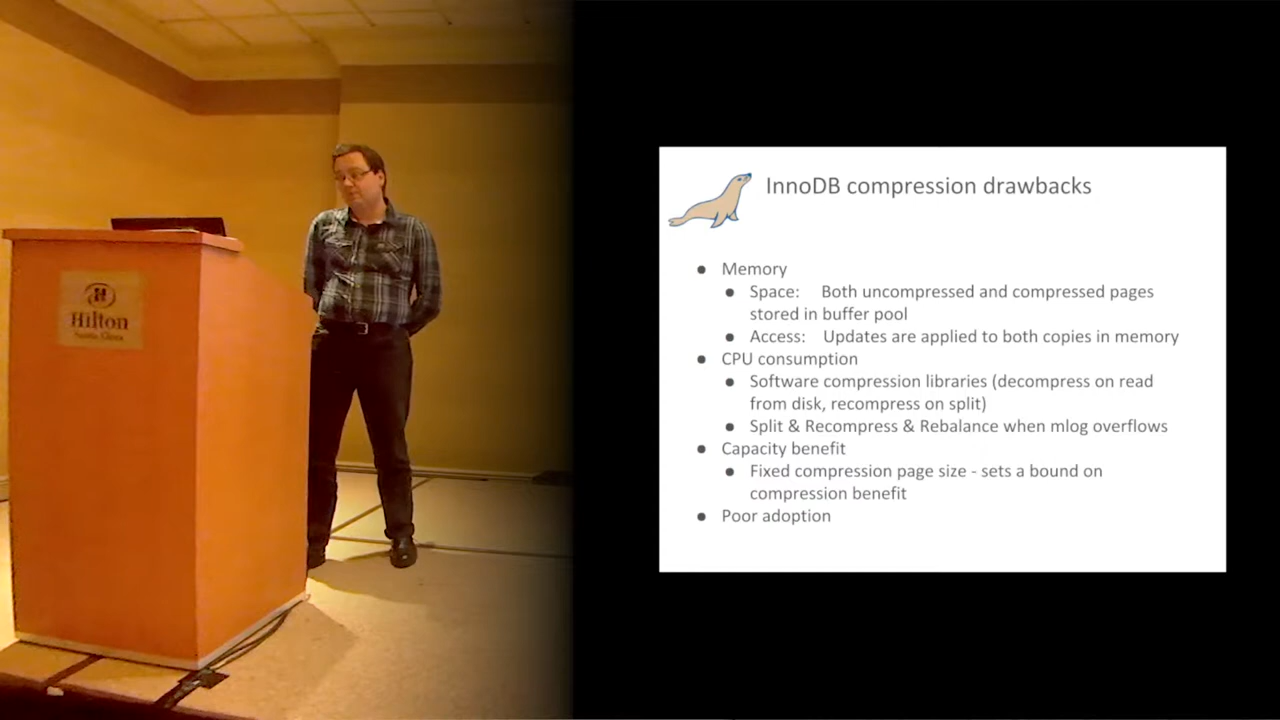 Hilton
Santa Clara
InnoDB compression drawbacks
● Memory
● Space: Both uncompressed and compressed pages
stored in buffer pool
● Access: Updates are applied to both copies in memory
● CPU consumption
● Software compression libraries (decompress on read
from disk, recompress on split)
● Split & Recompress & Rebalance when mlog overflows
● Capacity benefit
● Fixed compression page size - sets a bound on
compression benefit
● Poor adoption